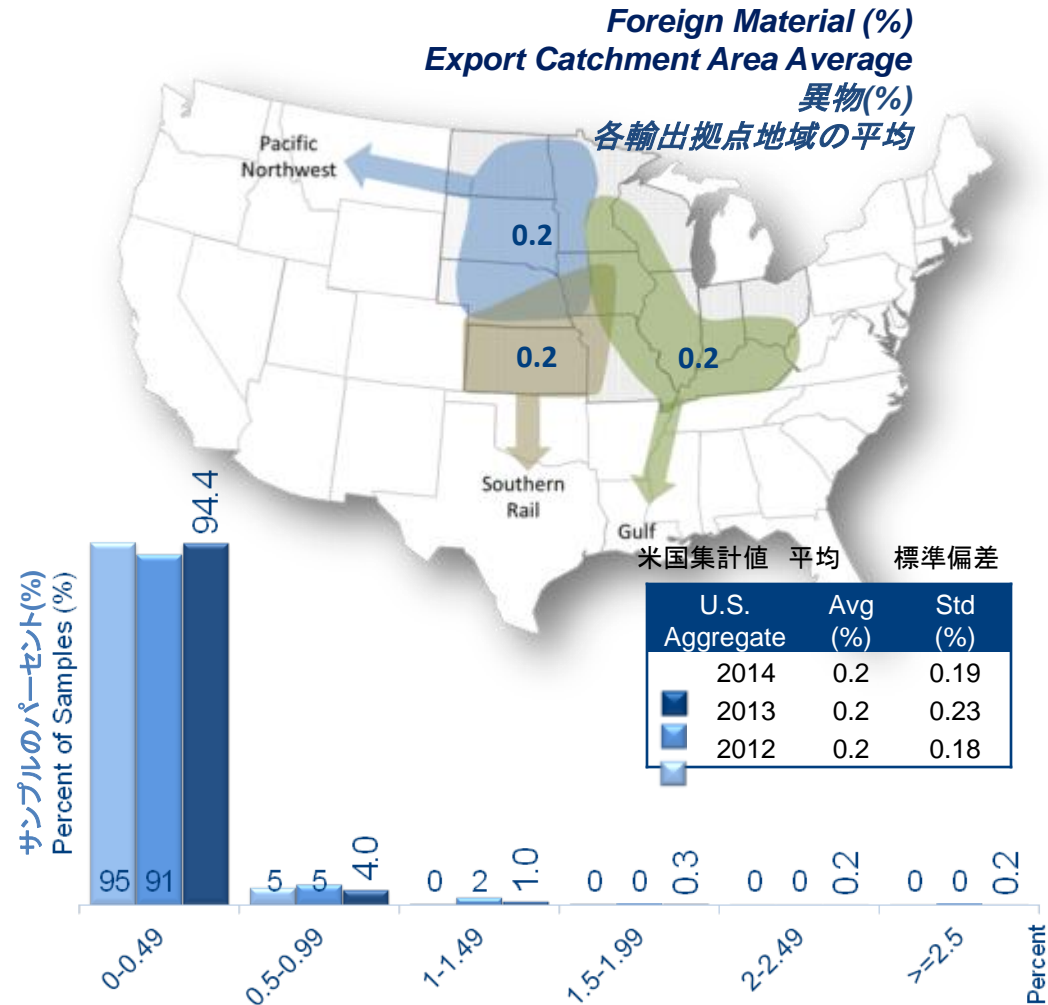 Foreign Material (%)
Export Catchment Area Average
異物(%)
各輸出拠点地域の平均
Pacific
Northwest
0.2
0.2
0.2
Southern
Rail
Gulf
米国集計値 平均 標準偏差
U.S. Aggregate Avg (%) Std (%)
2014 0.2 0.19
2013 0.2 0.23
2012 0.2 0.18
サンプルのパーセント(%)
Percent of Samples (%)
95 91 94.4
5 5 4.0
0 2 1.0
0 0 0.3
0 0 0.2
0 0 0.2
0-0.49
0.5-0.99
1-1.49
1.5-1.99
2-2.49
>=2.5
Percent